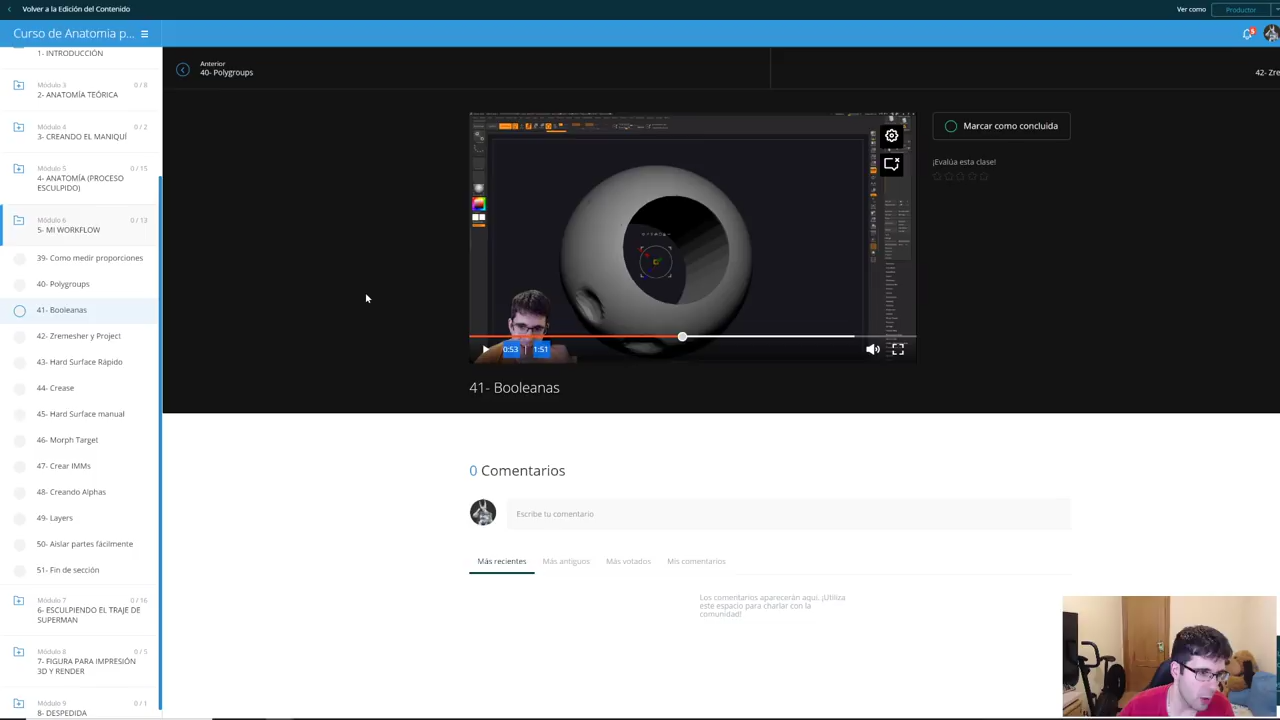 Volver a la Edición del Contenido
Ver como
Productor
Curso de Anatomia p...
5
1- INTRODUCCIÓN
Módulo 3
0 / 8
2- ANATOMÍA TEÓRICA
Módulo 4
0 / 2
3- CREANDO EL MANIQUÍ
Módulo 5
0 / 15
4- ANATOMÍA (PROCESO
ESCULPIDO)
Módulo 6
0 / 13
5- MI WORKFLOW
39- Como medir proporciones
40- Polygroups
41- Booleanas
42- Zremesher y Project
43- Hard Surface Rápido
44- Crease
45- Hard Surface manual
46- Morph Target
47- Crear IMMs
48- Creando Alphas
49- Layers
50- Aislar partes fácilmente
51- Fin de sección
Módulo 7
0 / 16
6- ESCULPIENDO EL TRAJE DE
SUPERMAN
Módulo 8
0 / 5
7- FIGURA PARA IMPRESIÓN
3D Y RENDER
Módulo 9
0 / 1
8- DESPEDIDA
Anterior
40- Polygroups
42- Zre
Marcar como concluida
¡Evalúa esta clase!
0:53 | 1:51
41- Booleanas
0 Comentarios
Escribe tu comentario
Más recientes
Más antiguos
Más votados
Mis comentarios
Los comentarios aparecerán aquí. ¡Utiliza
este espacio para charlar con la
comunidad!